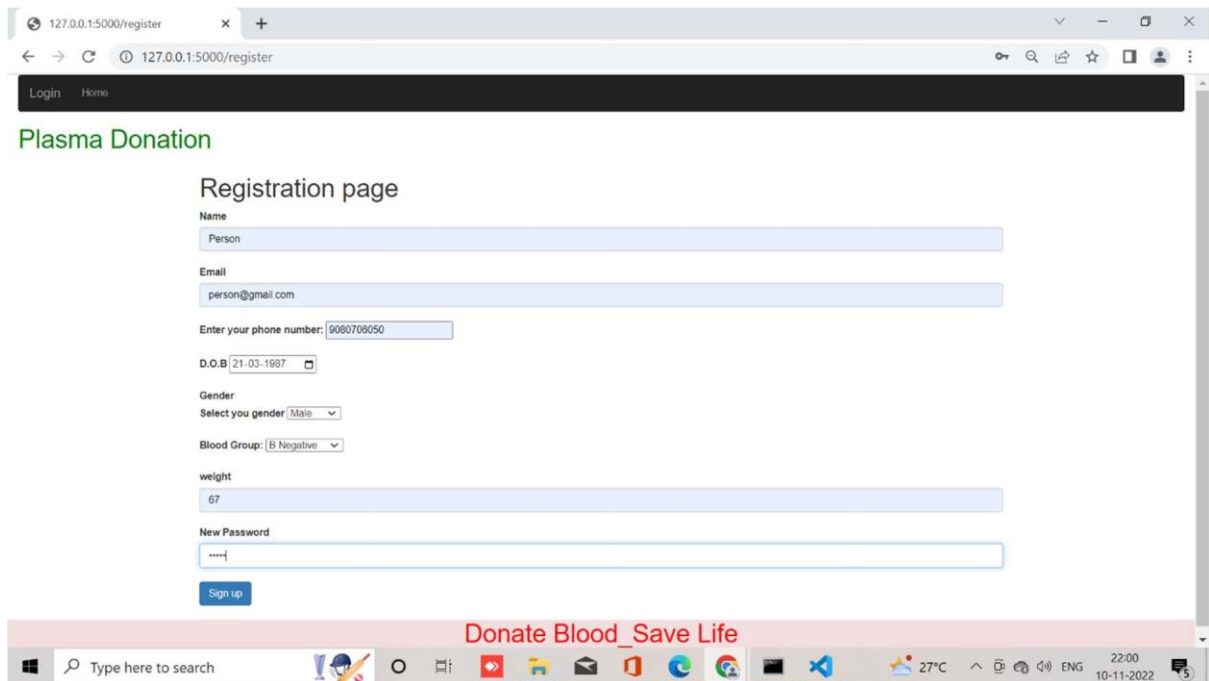 127.0.0.1:5000/register
127.0.0.1:5000/register
Login Home
Plasma Donation
Registration page
Name
Person
Email
person@gmail.com
Enter your phone number: 9080706050
D.O.B 21-03-1987
Gender
Select you gender Male
Blood Group: B Negative
weight
67
New Password
•••••
Sign up
Donate Blood_Save Life
Type here to search 27°C ENG 22:00
10-11-2022 5